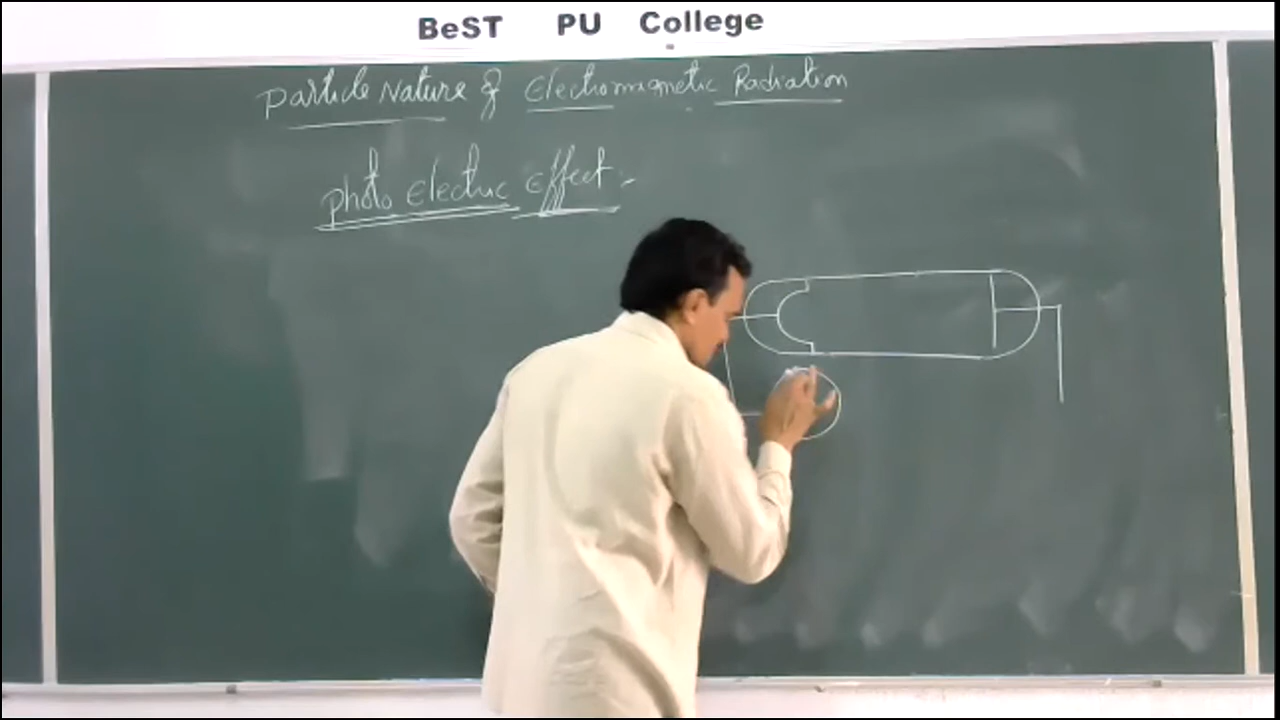 BeST PU College
Particle Nature of Electromagnetic Radiation
Photo Electric Effect :-